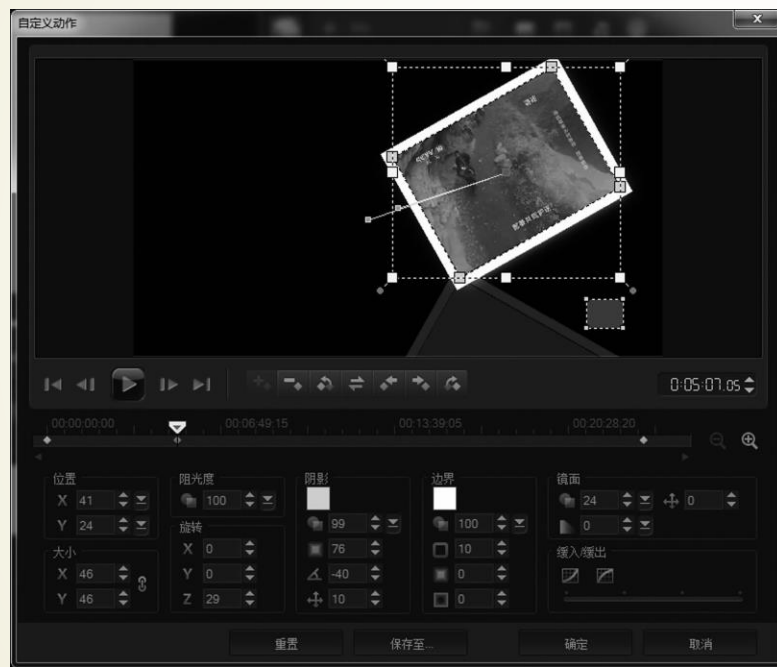 自定义动作
x
0:05:07.05
00:00:00:00 00:06:49:15 00:13:39:05 00:20:28:20
位置 阻光度 阴影 边界 镜面
X 41 100 99 100 24 0
Y 24 旋转 76 10 0
大小 X 0 -40 0 缓入/缓出
X 46 Y 0 10 0
Y 46 Z 29
重置 保存至... 确定 取消